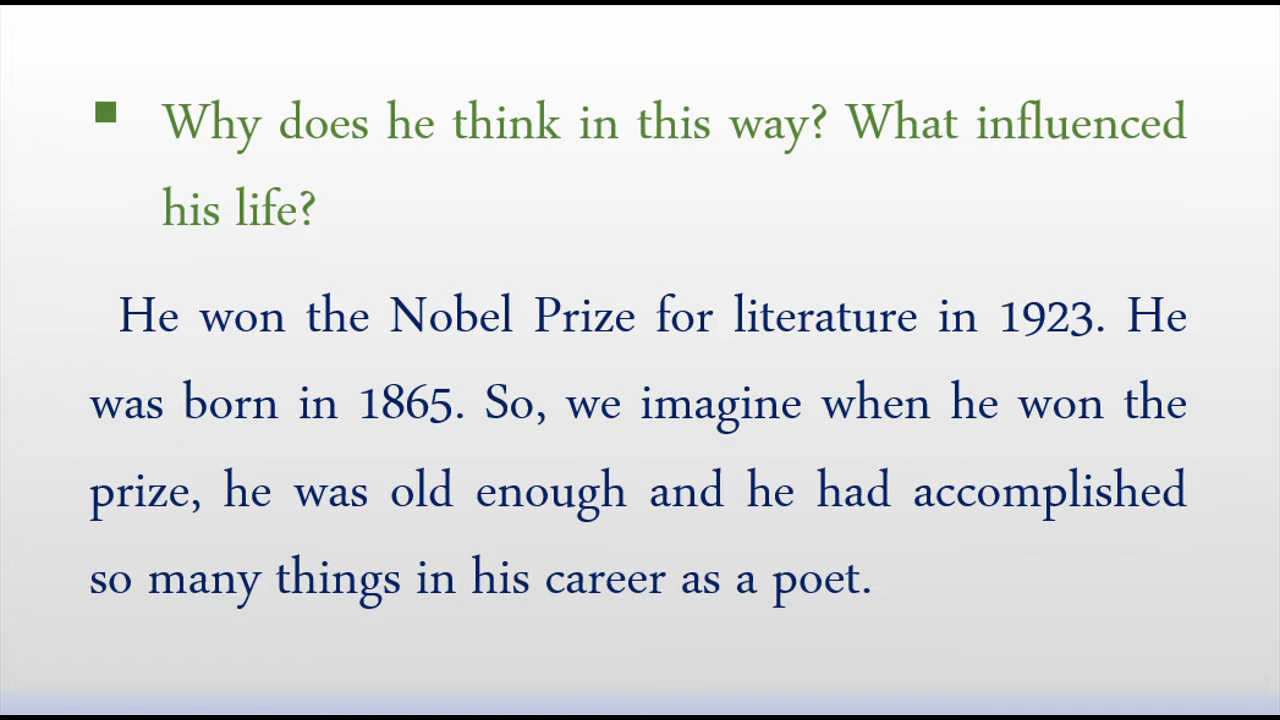 Why does he think in this way? What influenced
his life?
He won the Nobel Prize for literature in 1923. He
was born in 1865. So, we imagine when he won the
prize, he was old enough and he had accomplished
so many things in his career as a poet.